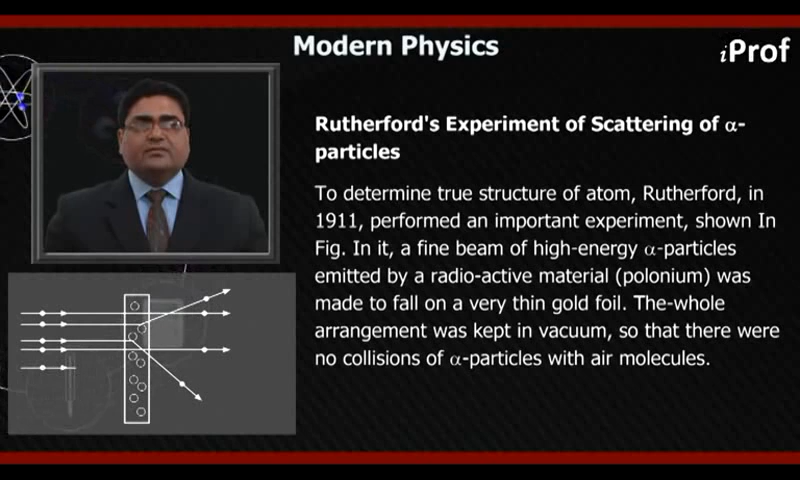 Modern Physics
iProf
Rutherford's Experiment of Scattering of α-
particles
To determine true structure of atom, Rutherford, in
1911, performed an important experiment, shown In
Fig. In it, a fine beam of high-energy α-particles
emitted by a radio-active material (polonium) was
made to fall on a very thin gold foil. The-whole
arrangement was kept in vacuum, so that there were
no collisions of α-particles with air molecules.